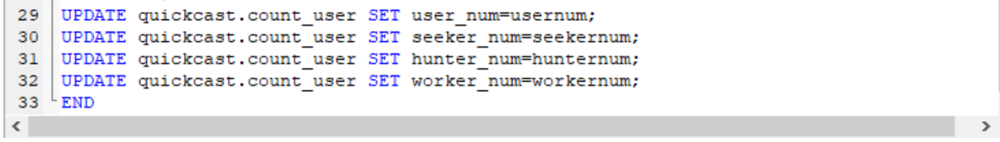 29 UPDATE quickcast.count_user SET user_num=usernum;
30 UPDATE quickcast.count_user SET seeker_num=seekernum;
31 UPDATE quickcast.count_user SET hunter_num=hunternum;
32 UPDATE quickcast.count_user SET worker_num=workernum;
33 END